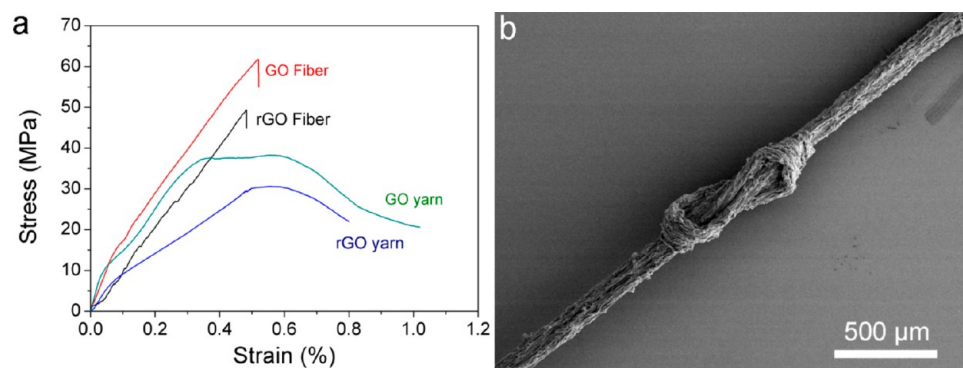 a
70
60
50
40
30
20
10
0
0.0 0.2 0.4 0.6 0.8 1.0 1.2
Stress (MPa)
Strain (%)
GO Fiber
rGO Fiber
GO yarn
rGO yarn
b
500 μm